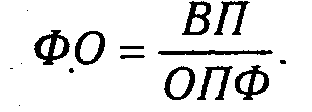 ФО = ВП / ОПФ.